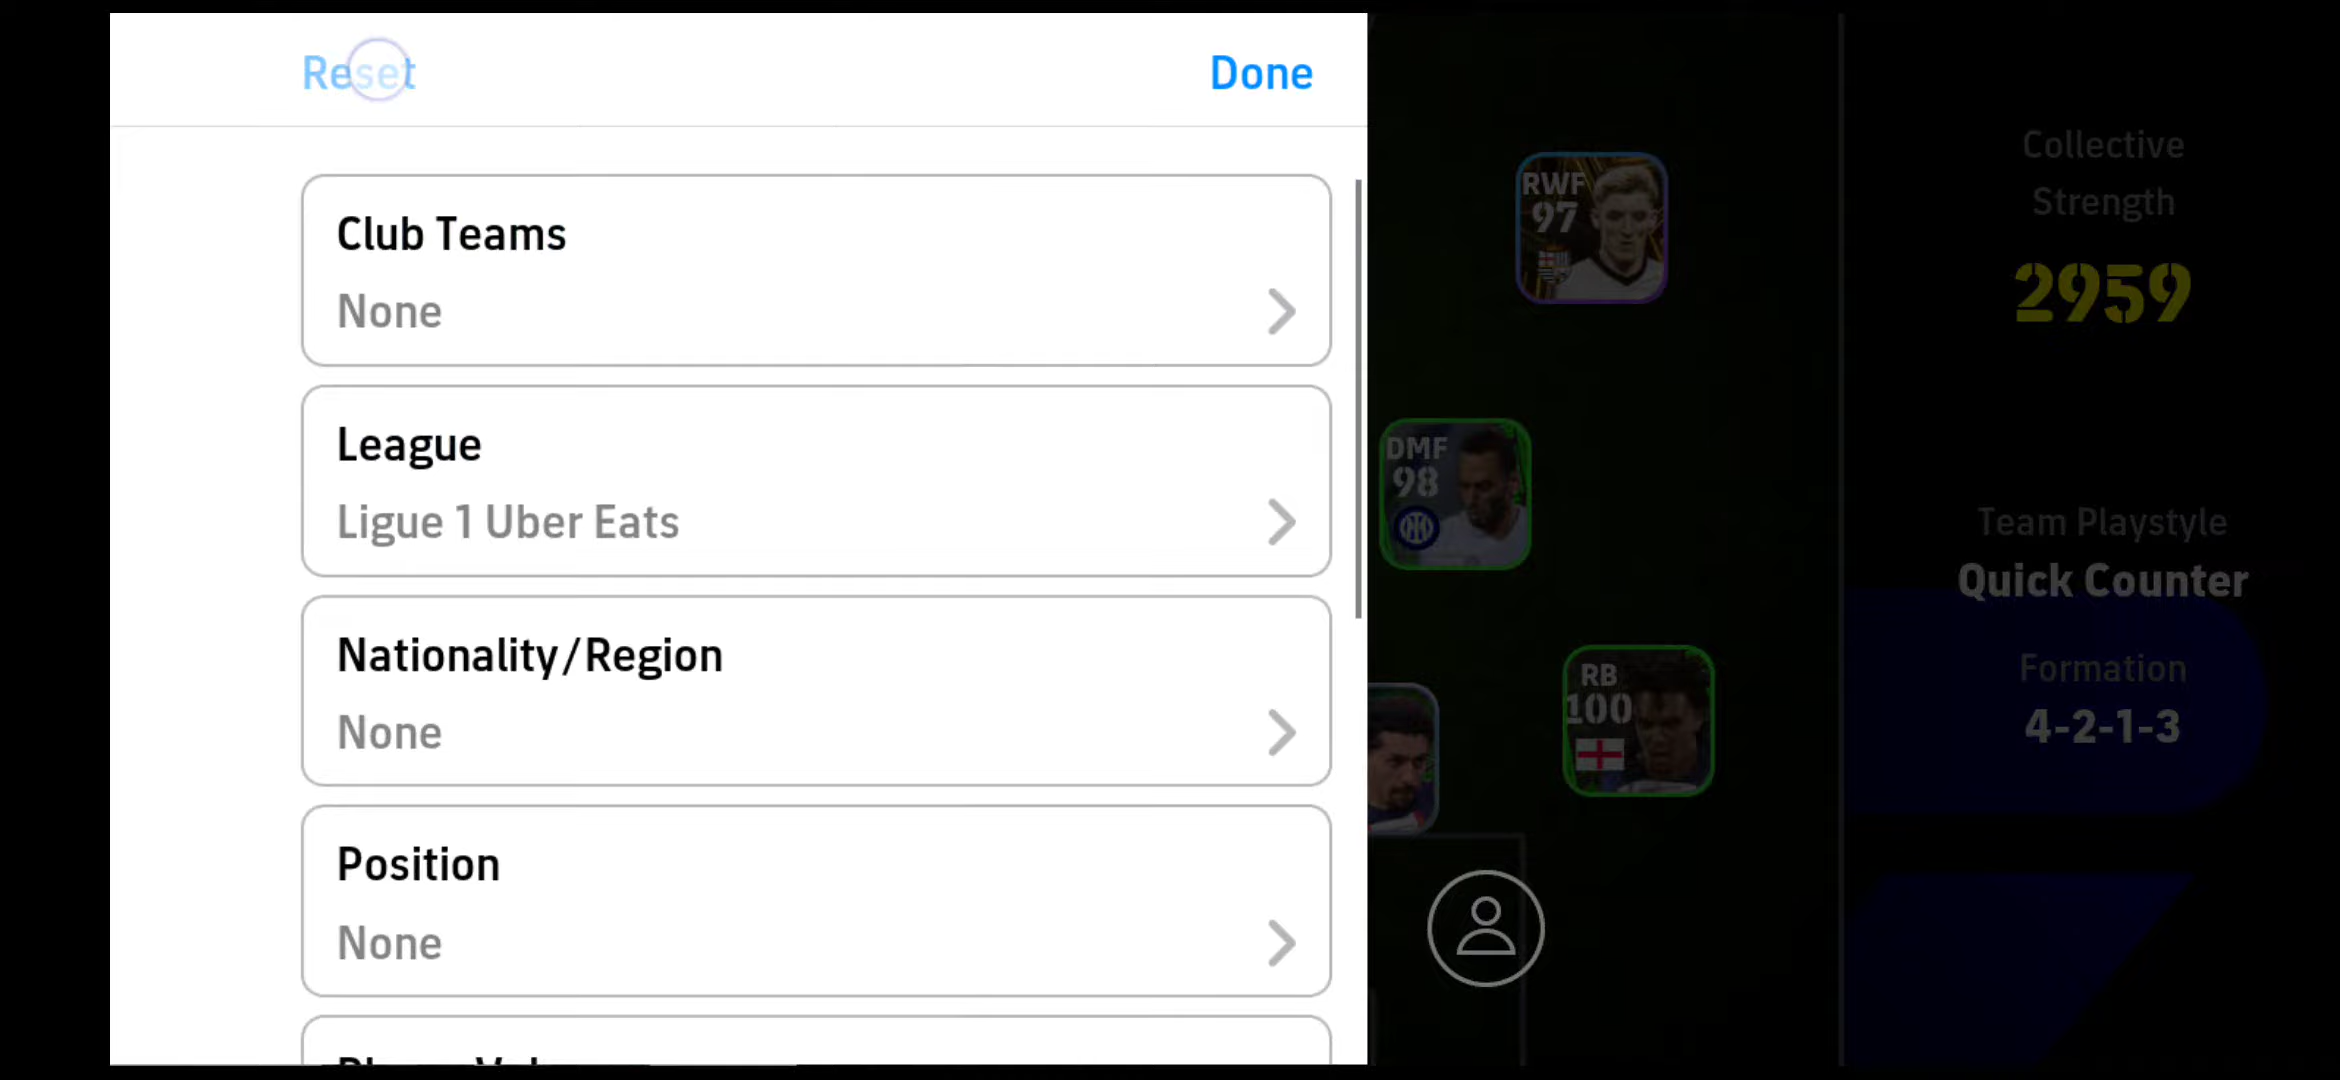 Reset
Done
Club Teams
None
League
Ligue 1 Uber Eats
Nationality/Region
None
Position
None
RWF
97
DMF
98
RB
100
Collective
Strength
2959
Team Playstyle
Quick Counter
Formation
4-2-1-3